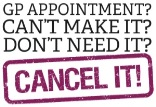 GP APPOINTMENT?
CAN'T MAKE IT?
DON'T NEED IT?
CANCEL IT!